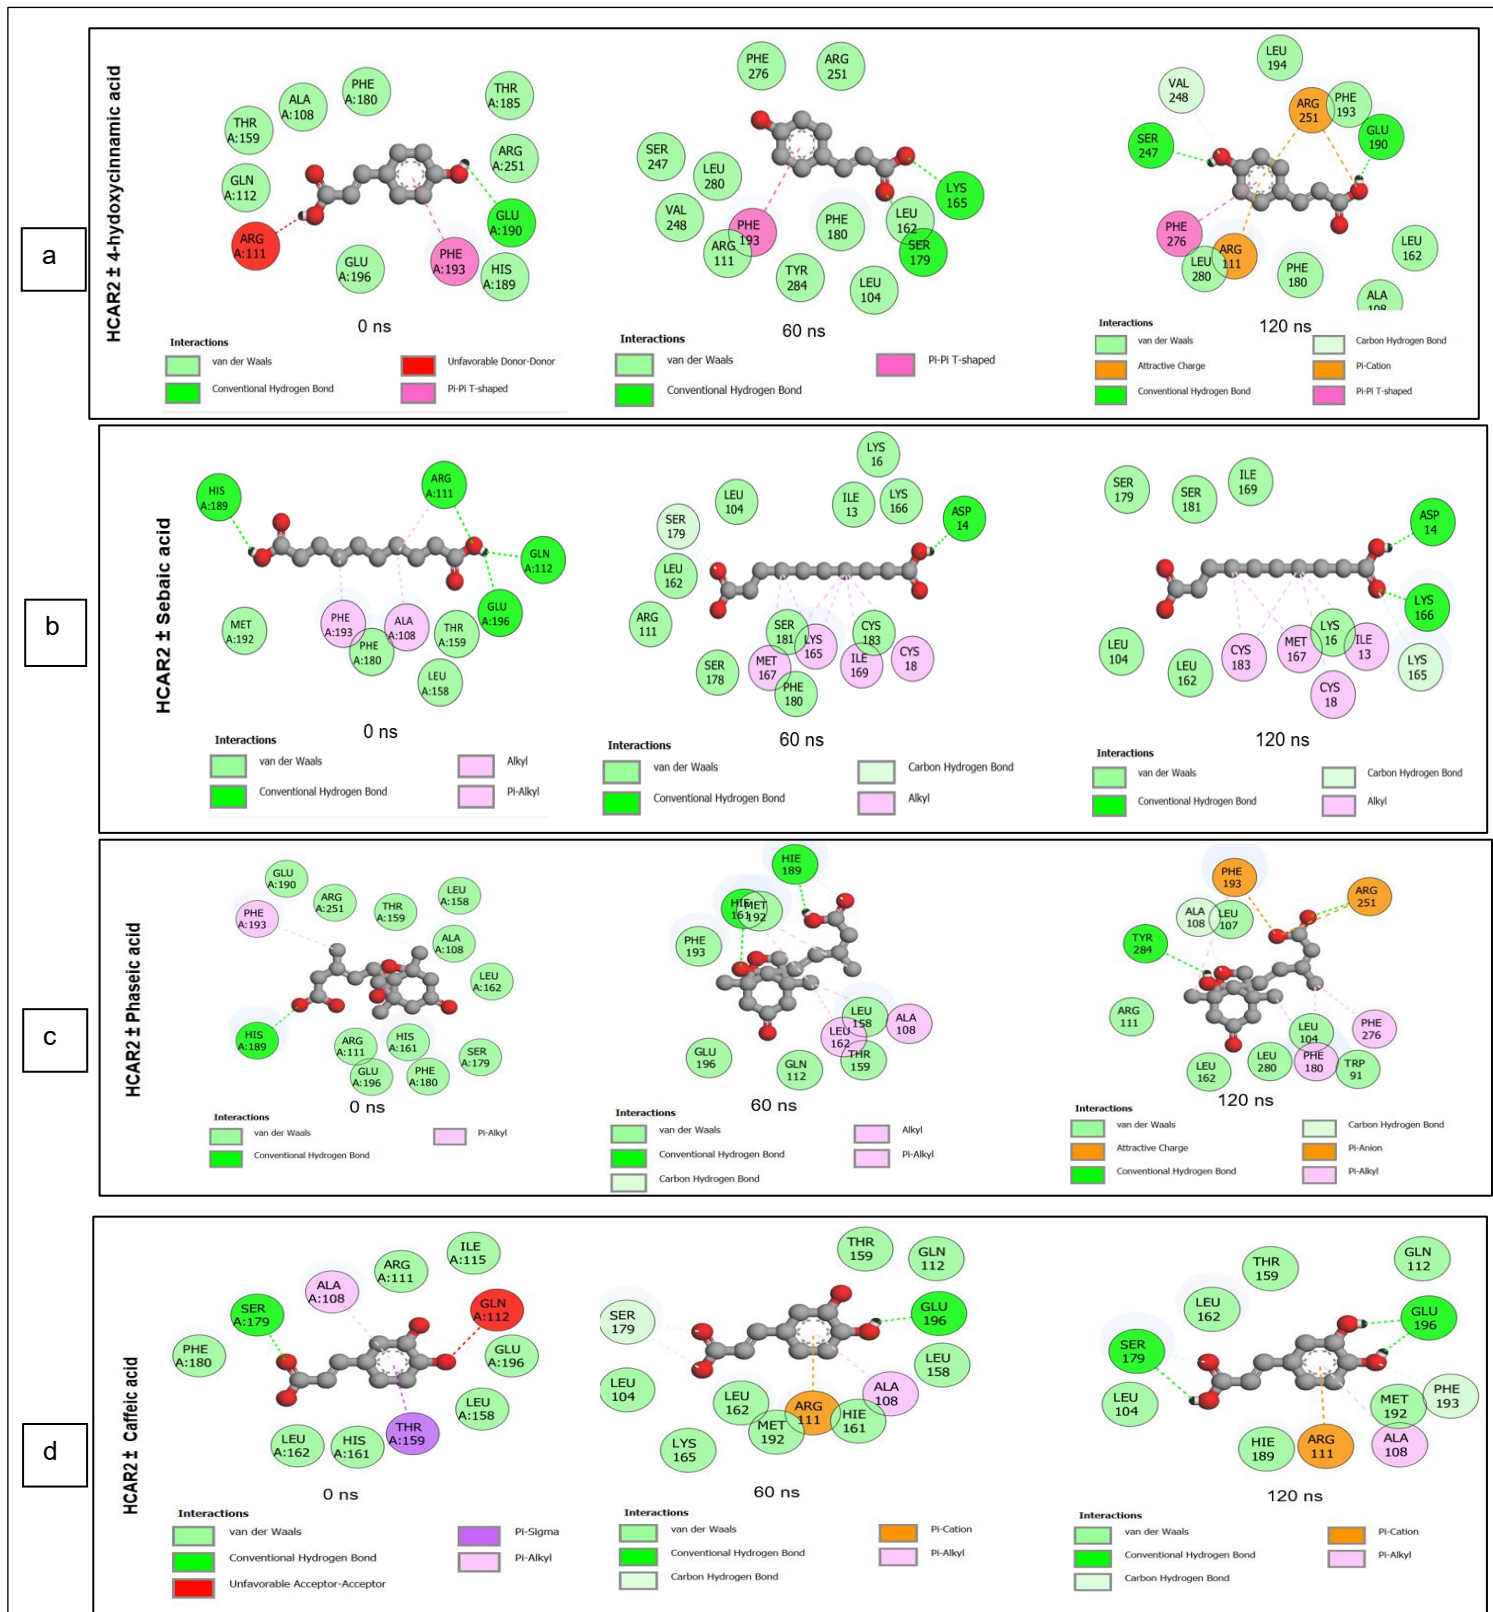 a
HCAR2 ± 4-hydoxycinnamic acid
THR
A:159
ALA
A:108
PHE
A:180
THR
A:185
GLN
A:112
ARG
A:251
ARG
A:111
GLU
A:190
GLU
A:196
PHE
A:193
HIS
A:189
0 ns
Interactions
van der Waals
Conventional Hydrogen Bond
Unfavorable Donor-Donor
Pi-Pi T-shaped
PHE
276
ARG
251
SER
247
LEU
280
LYS
165
VAL
248
PHE
193
ARG
111
PHE
180
LEU
162
SER
179
TYR
284
LEU
104
60 ns
Interactions
van der Waals
Conventional Hydrogen Bond
Pi-Pi T-shaped
LEU
194
VAL
248
ARG
251
PHE
193
SER
247
GLU
190
PHE
276
LEU
280
ARG
111
PHE
180
LEU
162
ALA
108
120 ns
Interactions
van der Waals
Attractive Charge
Conventional Hydrogen Bond
Carbon Hydrogen Bond
Pi-Cation
Pi-Pi T-shaped
b
HCAR2 ± Sebaic acid
HIS
A:189
ARG
A:111
GLN
A:112
GLU
A:196
MET
A:192
PHE
A:193
PHE
A:180
ALA
A:108
THR
A:159
LEU
A:158
0 ns
Interactions
van der Waals
Conventional Hydrogen Bond
Alkyl
Pi-Alkyl
LYS
16
LEU
104
ILE
13
LYS
166
ASP
14
SER
179
LEU
162
ARG
111
SER
181
LYS
165
CYS
183
CYS
18
SER
178
MET
167
ILE
169
PHE
180
60 ns
Interactions
van der Waals
Conventional Hydrogen Bond
Carbon Hydrogen Bond
Alkyl
SER
179
SER
181
ILE
169
ASP
14
LYS
166
LEU
104
LEU
162
CYS
183
MET
167
LYS
16
ILE
13
LYS
165
CYS
18
120 ns
Interactions
van der Waals
Conventional Hydrogen Bond
Carbon Hydrogen Bond
Alkyl
c
HCAR2 ± Phaseic acid
GLU
A:190
PHE
A:193
ARG
A:251
THR
A:159
LEU
A:158
ALA
A:108
LEU
A:162
HIS
A:189
ARG
A:111
HIS
A:161
GLU
A:196
PHE
A:180
SER
A:179
0 ns
Interactions
van der Waals
Conventional Hydrogen Bond
Pi-Alkyl
HIE
189
HIE
161
MET
192
PHE
193
LEU
158
ALA
108
LEU
162
THR
159
GLU
196
GLN
112
60 ns
Interactions
van der Waals
Conventional Hydrogen Bond
Carbon Hydrogen Bond
Alkyl
Pi-Alkyl
PHE
193
ARG
251
ALA
108
LEU
107
TYR
284
ARG
111
LEU
104
PHE
276
LEU
162
LEU
280
PHE
180
TRP
91
120 ns
Interactions
van der Waals
Attractive Charge
Conventional Hydrogen Bond
Carbon Hydrogen Bond
Pi-Anion
Pi-Alkyl
d
HCAR2 ± Caffeic acid
ILE
A:115
ARG
A:111
ALA
A:108
SER
A:179
GLN
A:112
PHE
A:180
GLU
A:196
LEU
A:158
LEU
A:162
HIS
A:161
THR
A:159
0 ns
Interactions
van der Waals
Conventional Hydrogen Bond
Unfavorable Acceptor-Acceptor
Pi-Sigma
Pi-Alkyl
THR
159
GLN
112
SER
179
GLU
196
LEU
104
LEU
158
LEU
162
ARG
111
ALA
108
MET
192
HIE
161
LYS
165
60 ns
Interactions
van der Waals
Conventional Hydrogen Bond
Carbon Hydrogen Bond
Pi-Cation
Pi-Alkyl
THR
159
GLN
112
LEU
162
GLU
196
SER
179
LEU
104
MET
192
PHE
193
HIE
189
ARG
111
ALA
108
120 ns
Interactions
van der Waals
Conventional Hydrogen Bond
Carbon Hydrogen Bond
Pi-Cation
Pi-Alkyl